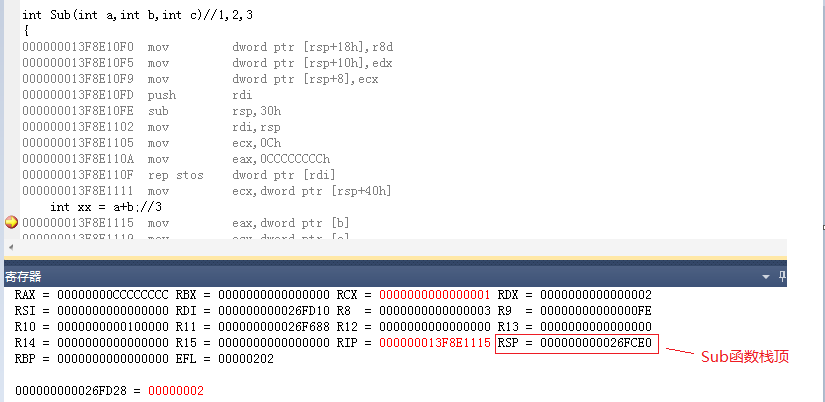 int Sub(int a,int b,int c)//1,2,3
{
000000013F8E10F0 mov dword ptr [rsp+18h],r8d
000000013F8E10F5 mov dword ptr [rsp+10h],edx
000000013F8E10F9 mov dword ptr [rsp+8],ecx
000000013F8E10FD push rdi
000000013F8E10FE sub rsp,30h
000000013F8E1102 mov rdi,rsp
000000013F8E1105 mov ecx,0Ch
000000013F8E110A mov eax,0CCCCCCCCh
000000013F8E110F rep stos dword ptr [rdi]
000000013F8E1111 mov ecx,dword ptr [rsp+40h]
int xx = a+b;//3
000000013F8E1115 mov eax,dword ptr [b]
000000013F8E1119 mov ecx,dword ptr [a]
寄存器
RAX = 00000000CCCCCCCC RBX = 0000000000000000 RCX = 0000000000000001 RDX = 0000000000000002
RSI = 0000000000000000 RDI = 000000000026FD10 R8 = 0000000000000003 R9 = 00000000000000FE
R10 = 0000000000100000 R11 = 000000000026F688 R12 = 0000000000000000 R13 = 0000000000000000
R14 = 0000000000000000 R15 = 0000000000000000 RIP = 000000013F8E1115 RSP = 000000000026FCE0
Sub函数栈顶
RBP = 0000000000000000 EFL = 00000202
000000000026FD28 = 00000002